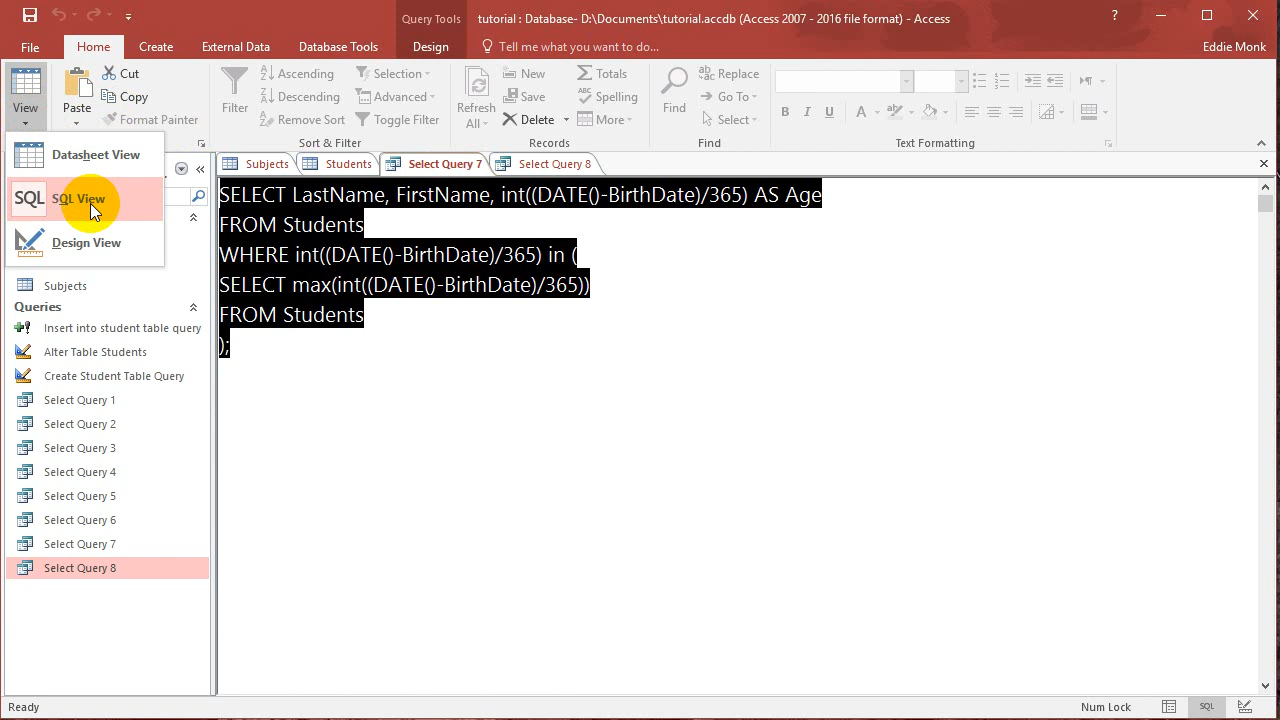 Query Tools
tutorial : Database- D:\Documents\tutorial.accdb (Access 2007 - 2016 file format) - Access
?
File
Home
Create
External Data
Database Tools
Design
Tell me what you want to do...
Eddie Monk
View
Paste
Cut
Copy
Format Painter
Filter
Ascending
Descending
Remove Sort
Selection
Advanced
Toggle Filter
Sort & Filter
Refresh
All
New
Save
Delete
Totals
Spelling
More
Records
Find
Replace
Go To
Select
Find
B I U
A
Text Formatting
Datasheet View
SQL SQL View
Design View
Subjects
Queries
Insert into student table query
Alter Table Students
Create Student Table Query
Select Query 1
Select Query 2
Select Query 3
Select Query 4
Select Query 5
Select Query 6
Select Query 7
Select Query 8
Subjects
Students
Select Query 7
Select Query 8
SELECT LastName, FirstName, int((DATE()-BirthDate)/365) AS Age
FROM Students
WHERE int((DATE()-BirthDate)/365) in (
SELECT max(int((DATE()-BirthDate)/365))
FROM Students
);
Ready
Num Lock
SQL